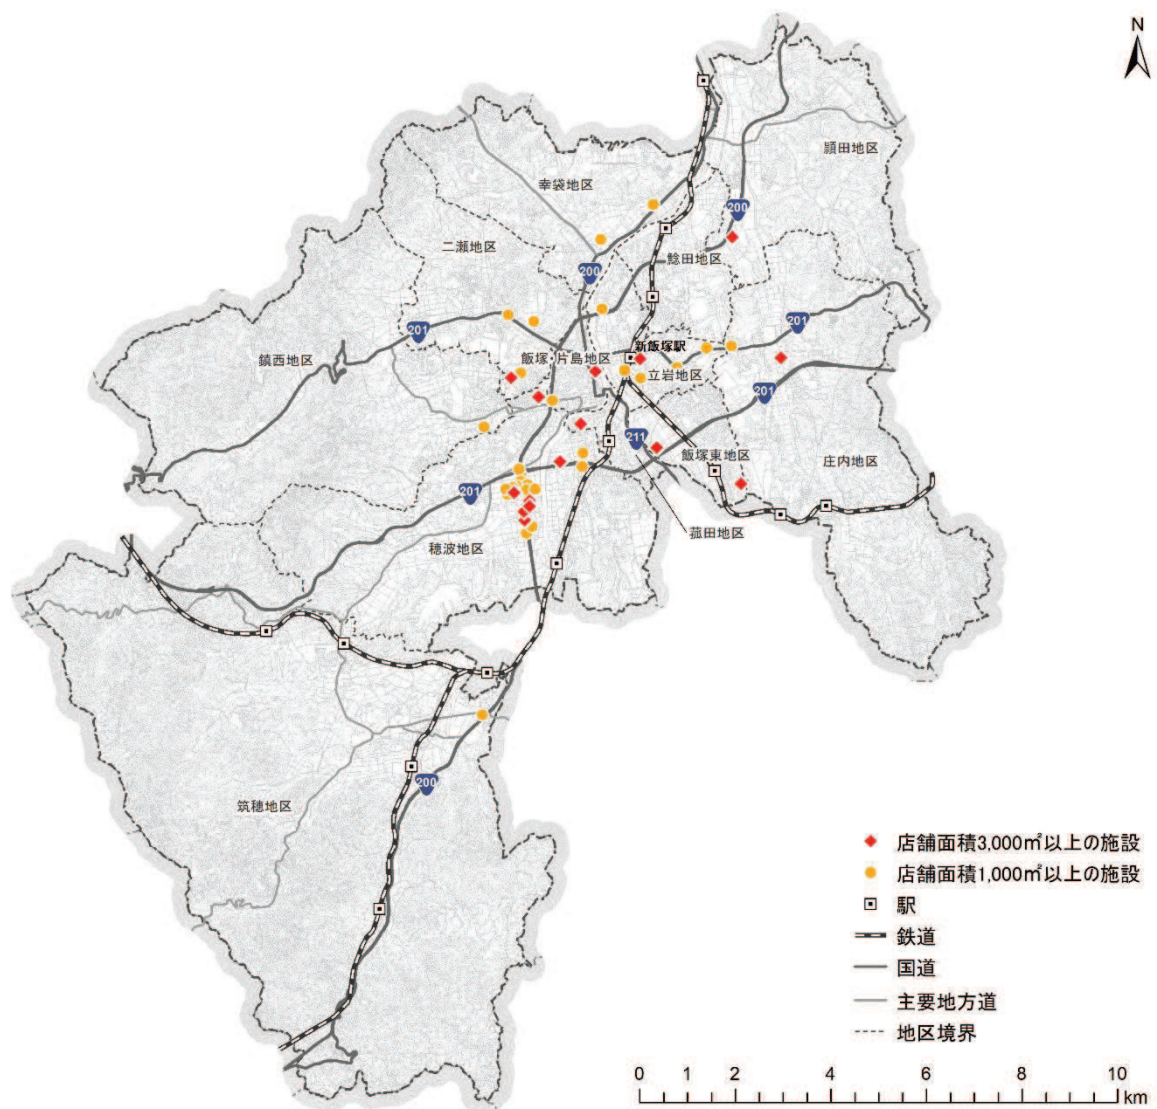 N
頴田地区
幸袋地区
200
二瀬地区
鯰田地区
200
201
201
新飯塚駅
鎮西地区
飯塚・片島地区
立岩地区
201
211
飯塚東地区
庄内地区
201
菰田地区
穂波地区
200
筑穂地区
店舗面積3,000㎡以上の施設
店舗面積1,000㎡以上の施設
駅
鉄道
国道
主要地方道
地区境界
0 1 2 4 6 8 10
km